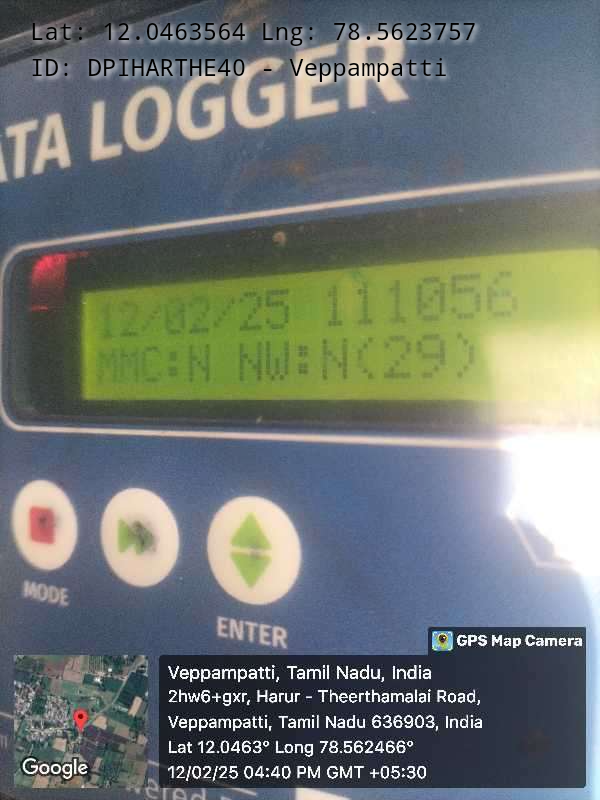 Lat: 12.0463564 Lng: 78.5623757
ID: DPIHARTHE40 - Veppampatti
ATA LOGGER
12/02/25 111056
MMC:N NW:N(29)
MODE
ENTER
GPS Map Camera
Veppampatti, Tamil Nadu, India
2hw6+gxr, Harur - Theerthamalai Road,
Veppampatti, Tamil Nadu 636903, India
Lat 12.0463° Long 78.562466°
12/02/25 04:40 PM GMT +05:30
Google